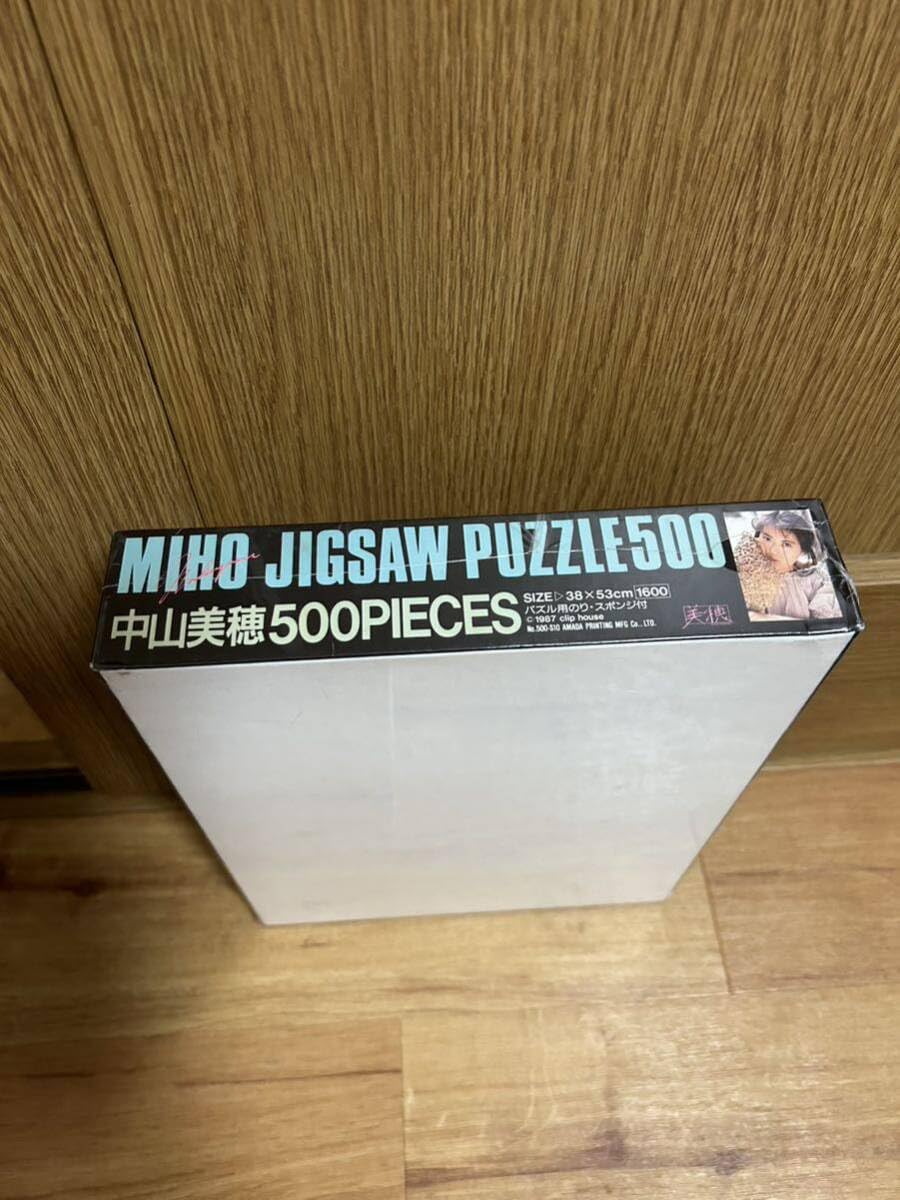 MIHO JIGSAW PUZZLE500
中山美穂500PIECES
SIZE▷38×53cm 1600
パズル用のり・スポンジ付
© 1987 clip house
No.500-S10 AMADA PRINTING MFG Co., LTD.
美穂